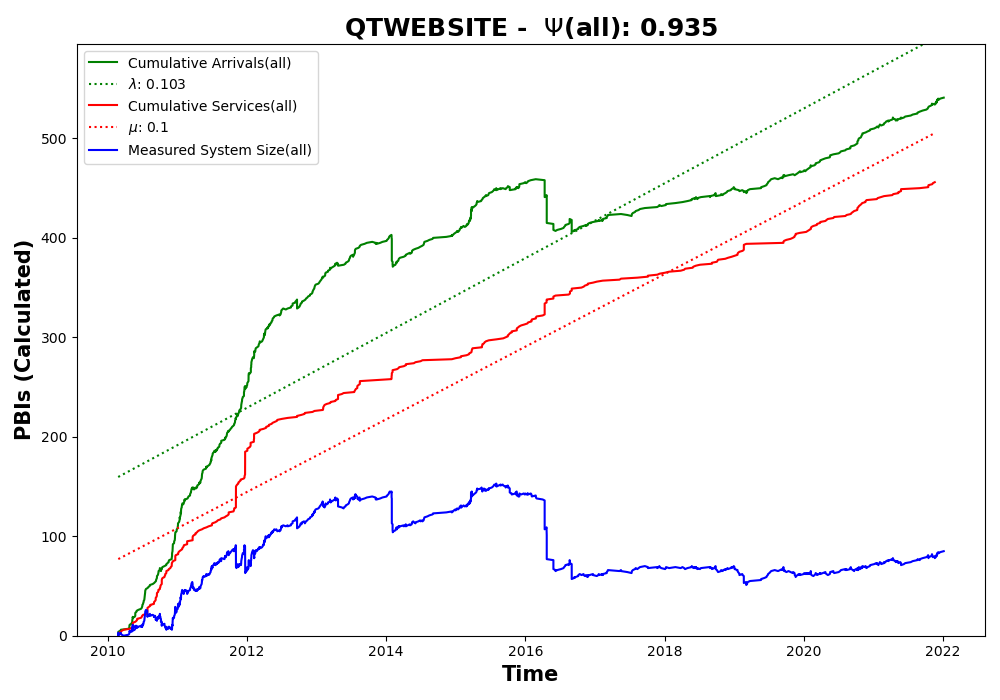 QTWEBSITE - Ψ(all): 0.935
Cumulative Arrivals(all)
λ: 0.103
Cumulative Services(all)
μ: 0.1
Measured System Size(all)
PBIs (Calculated)
500
400
300
200
100
0
2010 2012 2014 2016 2018 2020 2022
Time